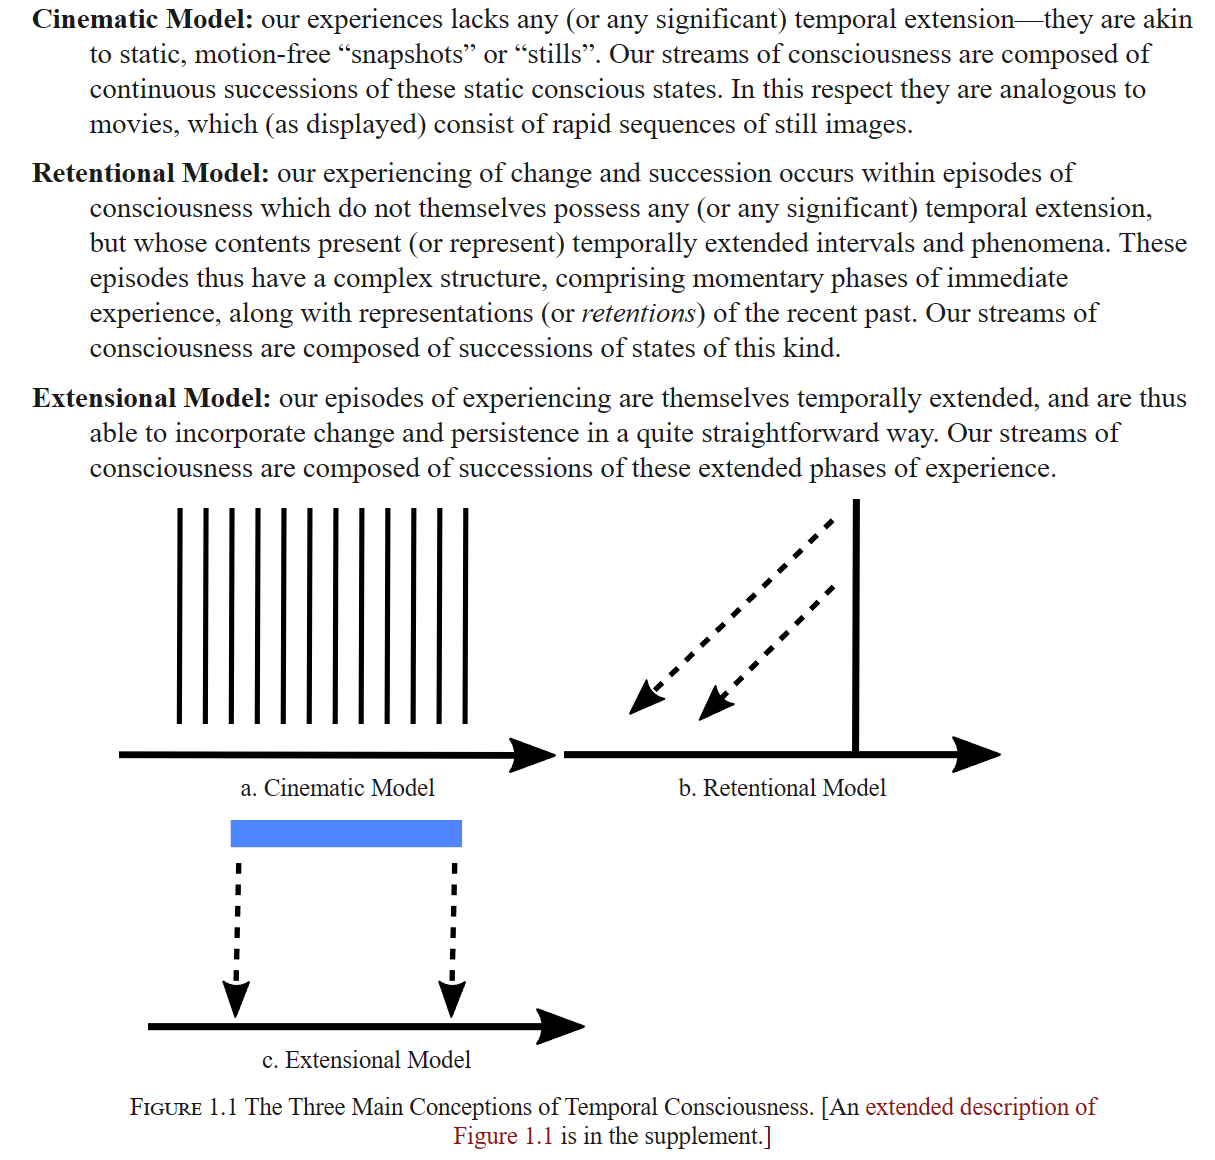 Cinematic Model: our experiences lacks any (or any significant) temporal extension—they are akin
to static, motion-free “snapshots” or “stills”. Our streams of consciousness are composed of
continuous successions of these static conscious states. In this respect they are analogous to
movies, which (as displayed) consist of rapid sequences of still images.
Retentional Model: our experiencing of change and succession occurs within episodes of
consciousness which do not themselves possess any (or any significant) temporal extension,
but whose contents present (or represent) temporally extended intervals and phenomena. These
episodes thus have a complex structure, comprising momentary phases of immediate
experience, along with representations (or retentions) of the recent past. Our streams of
consciousness are composed of successions of states of this kind.
Extensional Model: our episodes of experiencing are themselves temporally extended, and are thus
able to incorporate change and persistence in a quite straightforward way. Our streams of
consciousness are composed of successions of these extended phases of experience.
a. Cinematic Model
b. Retentional Model
c. Extensional Model
FIGURE 1.1 The Three Main Conceptions of Temporal Consciousness. [An extended description of
Figure 1.1 is in the supplement.]